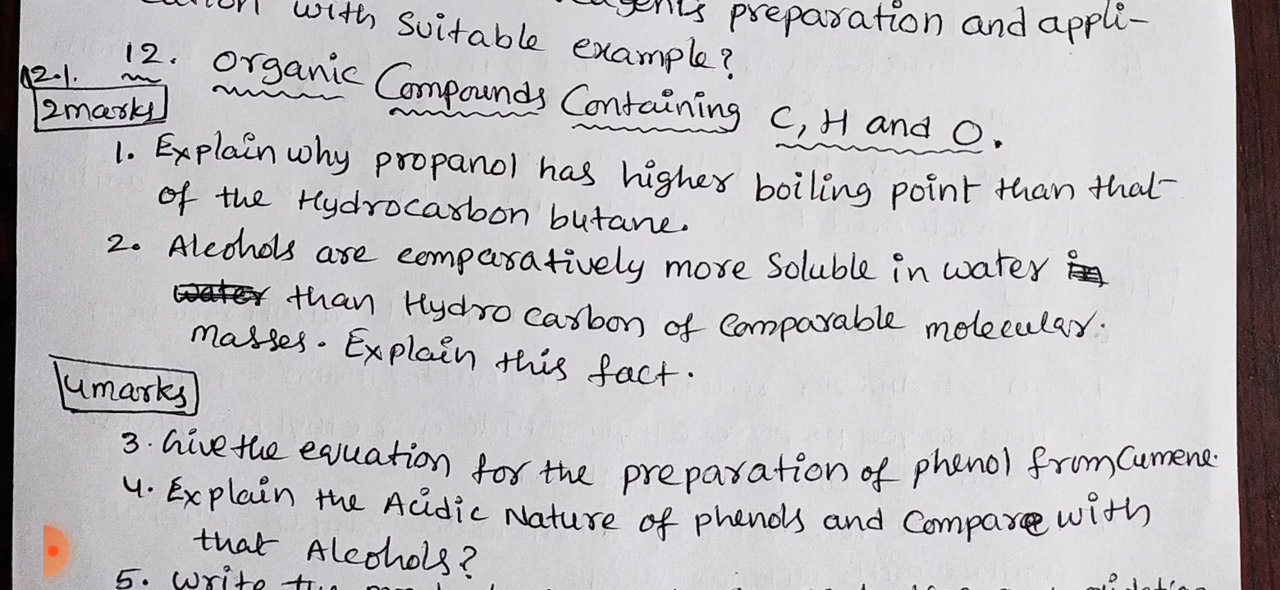 with suitable example? preparation and appli-
12. Organic Compounds Containing C, H and O.
12.1.
2marks
1. Explain why propanol has higher boiling point than that
of the Hydrocarbon butane.
2. Alcohols are comparatively more Soluble in water in
water than Hydro carbon of Comparable molecular.
masses. Explain this fact.
4marks
3. Give the equation for the preparation of phenol from Cumene.
4. Explain the Acidic Nature of phenols and Compare with
that Alcohols?
5. Write